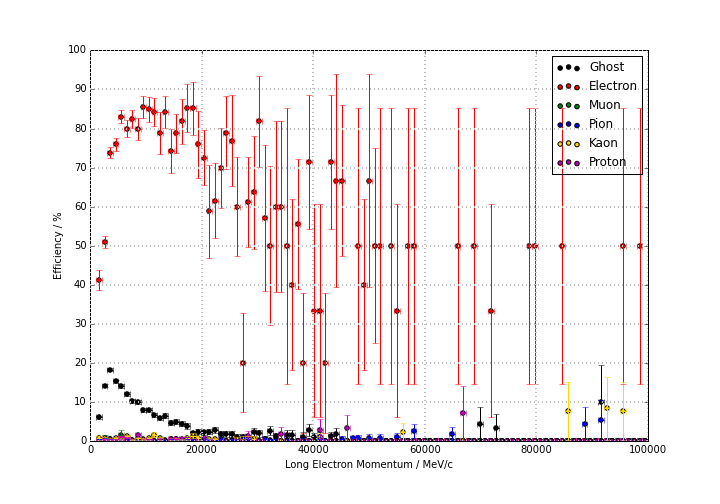 100
90
80
70
60
50
40
30
20
10
0
Efficiency / %
0
20000
40000
60000
80000
100000
Long Electron Momentum / MeV/c
Ghost
Electron
Muon
Pion
Kaon
Proton